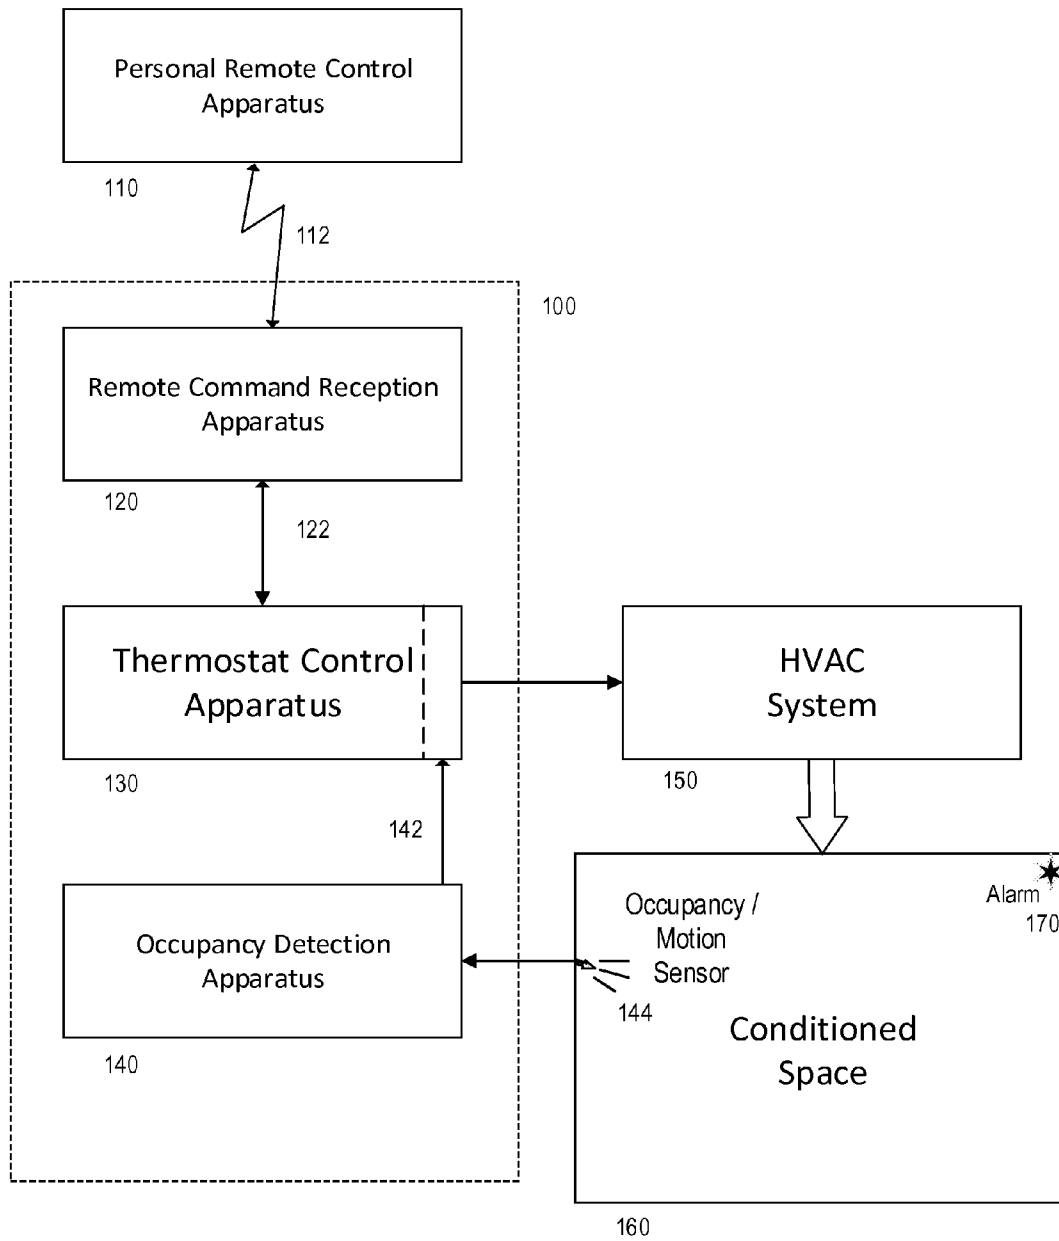 Personal Remote Control
Apparatus
110
112
100
Remote Command Reception
Apparatus
120
122
Thermostat Control
Apparatus
130
HVAC
System
150
142
Occupancy Detection
Apparatus
140
Alarm
170
Occupancy /
Motion
Sensor
144
Conditioned
Space
160